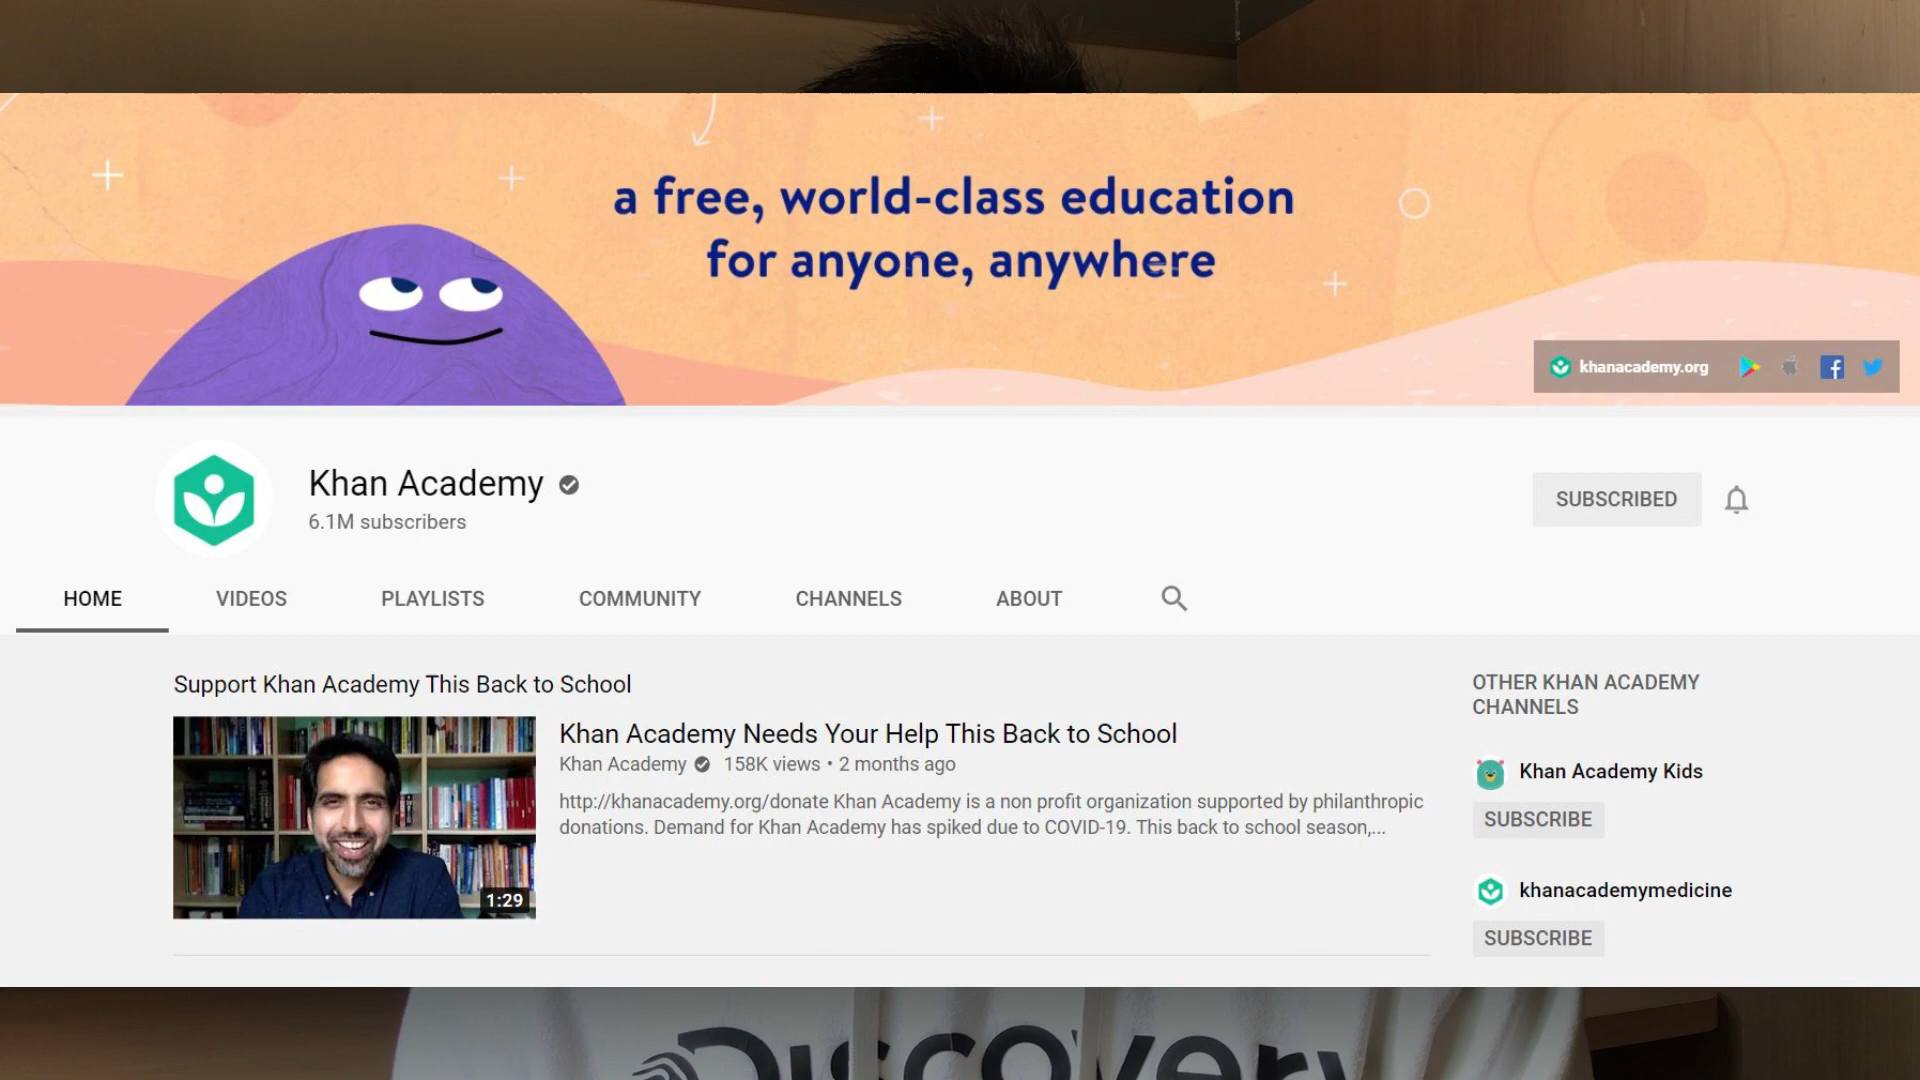 a free, world-class education
for anyone, anywhere
khanacademy.org
Khan Academy
6.1M subscribers
SUBSCRIBED
HOME
VIDEOS
PLAYLISTS
COMMUNITY
CHANNELS
ABOUT
Support Khan Academy This Back to School
1:29
Khan Academy Needs Your Help This Back to School
Khan Academy 158K views • 2 months ago
http://khanacademy.org/donate Khan Academy is a non profit organization supported by philanthropic
donations. Demand for Khan Academy has spiked due to COVID-19. This back to school season,...
OTHER KHAN ACADEMY
CHANNELS
Khan Academy Kids
SUBSCRIBE
khanacademymedicine
SUBSCRIBE
Discovery